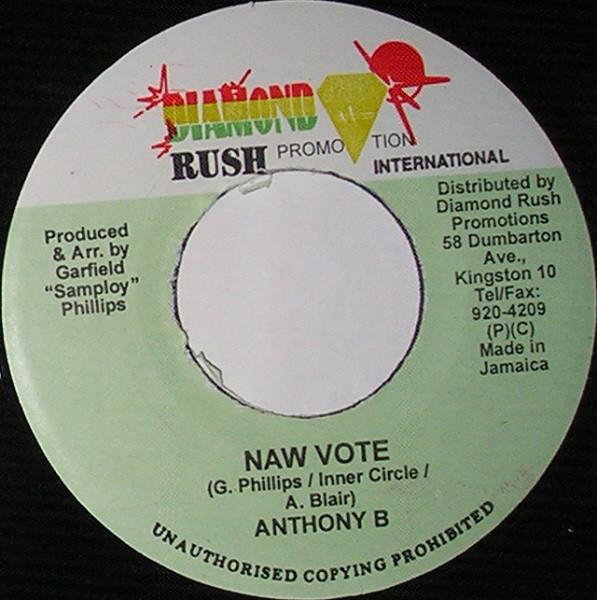 DIAMOND
RUSH PROMOTION
INTERNATIONAL
Produced
& Arr. by
Garfield
"Samploy"
Phillips
Distributed by
Diamond Rush
Promotions
58 Dumbarton
Ave.,
Kingston 10
Tel/Fax:
920-4209
(P)(C)
Made in
Jamaica
NAW VOTE
(G. Phillips / Inner Circle /
A. Blair)
ANTHONY B
UNAUTHORISED COPYING PROHIBITED